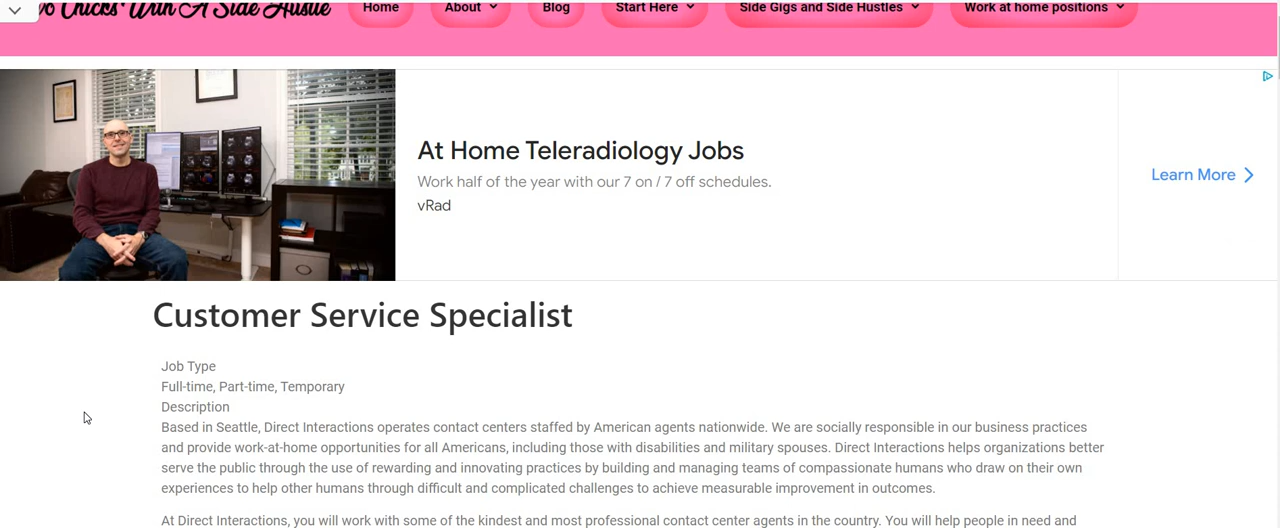 Chicks With A Side Hustle
Home About Blog Start Here Side Gigs and Side Hustles Work at home positions
At Home Teleradiology Jobs
Work half of the year with our 7 on / 7 off schedules.
vRad
Learn More
Customer Service Specialist
Job Type
Full-time, Part-time, Temporary
Description
Based in Seattle, Direct Interactions operates contact centers staffed by American agents nationwide. We are socially responsible in our business practices
and provide work-at-home opportunities for all Americans, including those with disabilities and military spouses. Direct Interactions helps organizations better
serve the public through the use of rewarding and innovating practices by building and managing teams of compassionate humans who draw on their own
experiences to help other humans through difficult and complicated challenges to achieve measurable improvement in outcomes.
At Direct Interactions, you will work with some of the kindest and most professional contact center agents in the country. You will help people in need and